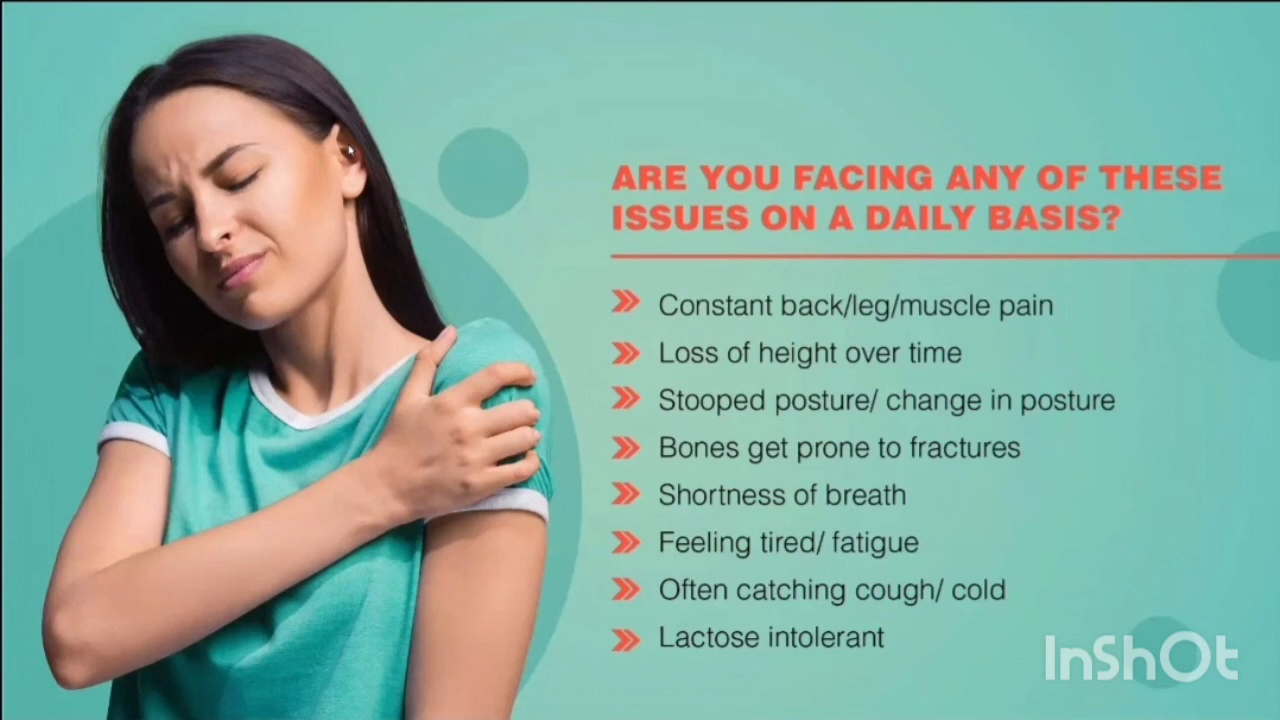 ARE YOU FACING ANY OF THESE
ISSUES ON A DAILY BASIS?
Constant back/leg/muscle pain
Loss of height over time
Stooped posture/ change in posture
Bones get prone to fractures
Shortness of breath
Feeling tired/ fatigue
Often catching cough/ cold
Lactose intolerant
InShOt